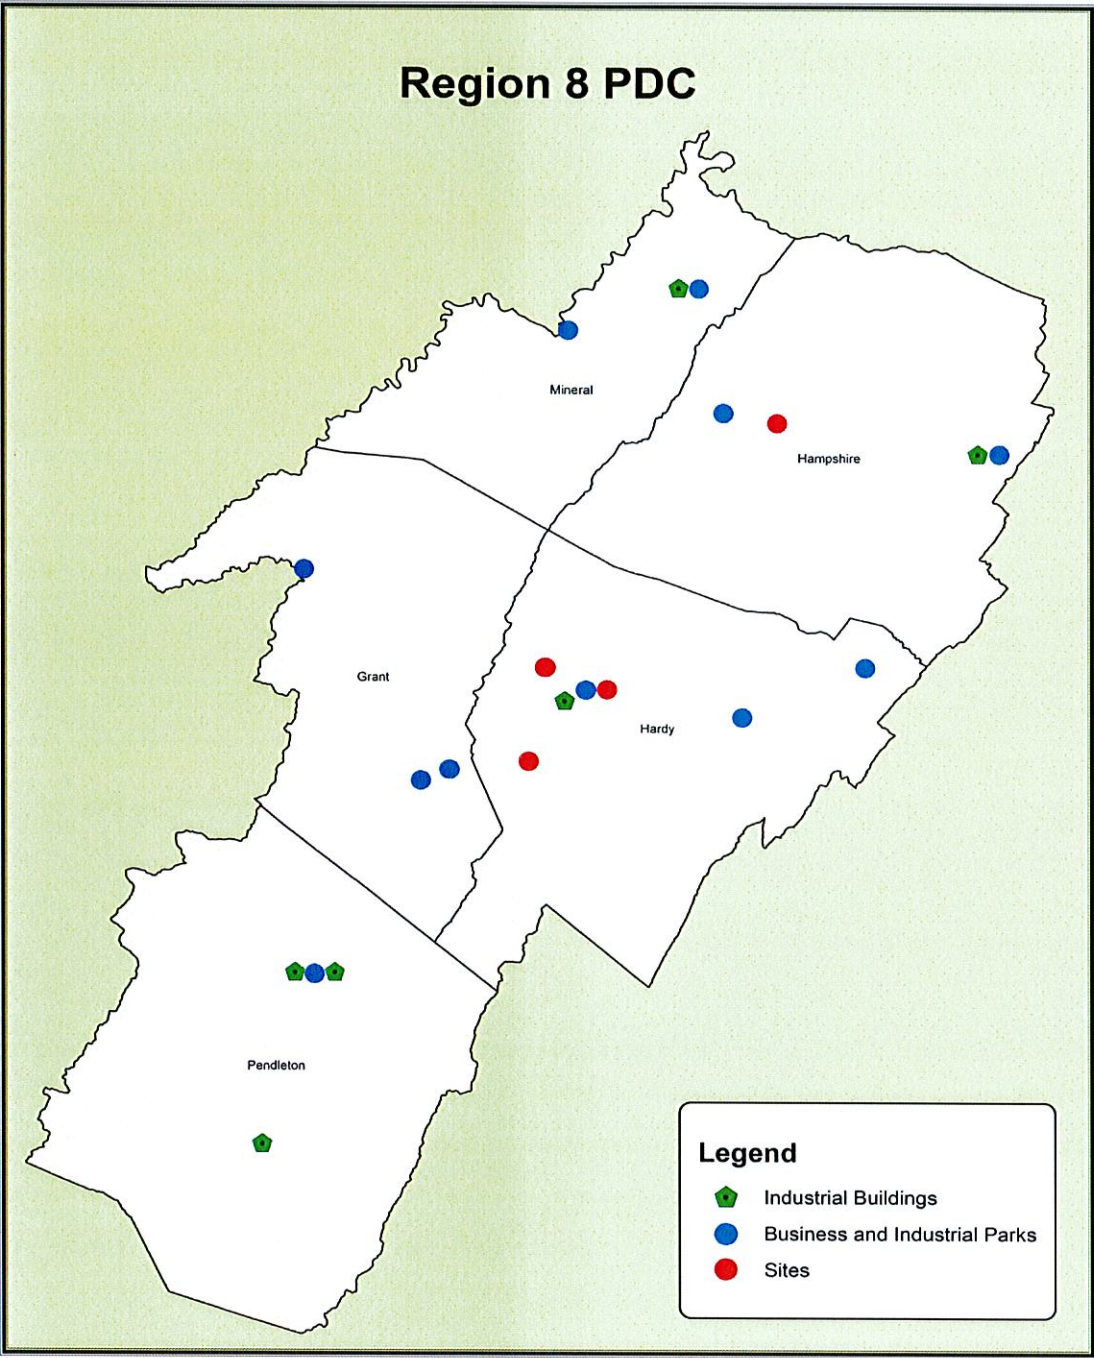 Region 8 PDC
Mineral
Hampshire
Grant
Hardy
Pendleton
Legend
Industrial Buildings
Business and Industrial Parks
Sites